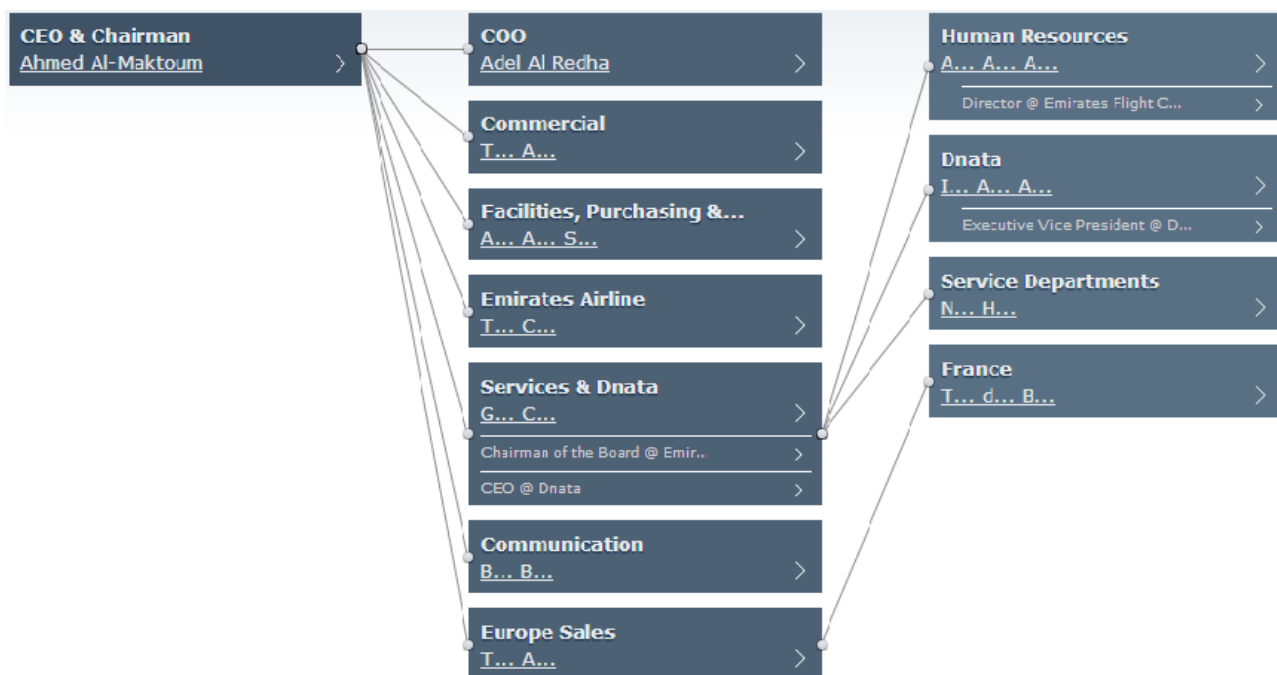 CEO & Chairman
Ahmed Al-Maktoum
COO
Adel Al Redha
Commercial
T... A...
Facilities, Purchasing &...
A... A... S...
Emirates Airline
T... C...
Services & Dnata
G... C...
Chairman of the Board @ Emir...
CEO @ Dnata
Communication
B... B...
Europe Sales
T... A...
Human Resources
A... A... A...
Director @ Emirates Flight C...
Dnata
I... A... A...
Executive Vice President @ D...
Service Departments
N... H...
France
T... d... B...